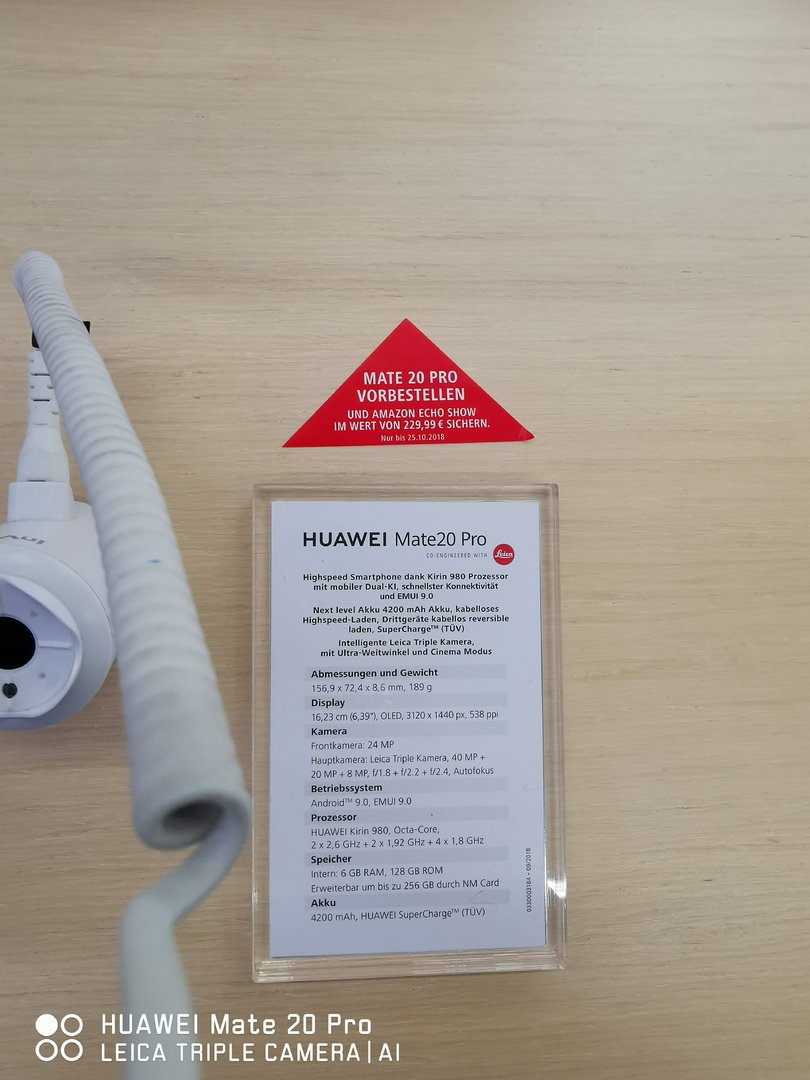 MATE 20 PRO
VORBESTELLEN
UND AMAZON ECHO SHOW
IM WERT VON 229,99 € SICHERN.
Nur bis 25.10.2018
HUAWEI Mate20 Pro
CO-ENGINEERED WITH Leica
Highspeed Smartphone dank Kirin 980 Prozessor
mit mobiler Dual-KI, schnellster Konnektivität
und EMUI 9.0
Next level Akku 4200 mAh Akku, kabelloses
Highspeed-Laden, Drittgeräte kabellos reversible
laden, SuperCharge™ (TÜV)
Intelligente Leica Triple Kamera,
mit Ultra-Weitwinkel und Cinema Modus
Abmessungen und Gewicht
156,9 x 72,4 x 8,6 mm, 189 g
Display
16,23 cm (6,39"), OLED, 3120 x 1440 px, 538 ppi
Kamera
Frontkamera: 24 MP
Hauptkamera: Leica Triple Kamera, 40 MP +
20 MP + 8 MP, f/1.8 + f/2.2 + f/2.4, Autofokus
Betriebssystem
Android™ 9.0, EMUI 9.0
Prozessor
HUAWEI Kirin 980, Octa-Core,
2 x 2,6 GHz + 2 x 1,92 GHz + 4 x 1,8 GHz
Speicher
Intern: 6 GB RAM, 128 GB ROM
Erweiterbar um bis zu 256 GB durch NM Card
Akku
4200 mAh, HUAWEI SuperCharge™ (TÜV)
0330003184 • 09/2018
HUAWEI Mate 20 Pro
LEICA TRIPLE CAMERA | AI